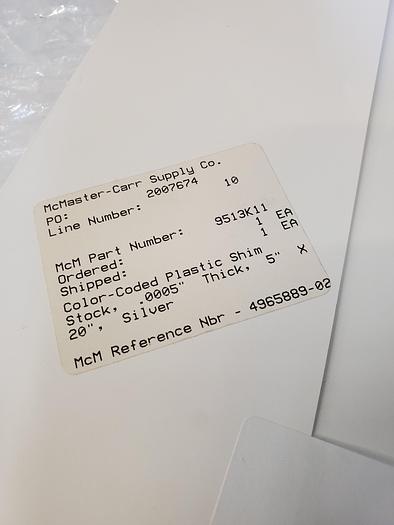 McMaster-Carr Supply Co.
PO: 2007674
Line Number: 10
McM Part Number: 9513K11
Ordered: 1 EA
Shipped: 1 EA
Color-Coded Plastic Shim
Stock, .0005" Thick, 5" X
20", Silver
McM Reference Nbr - 4965889-02